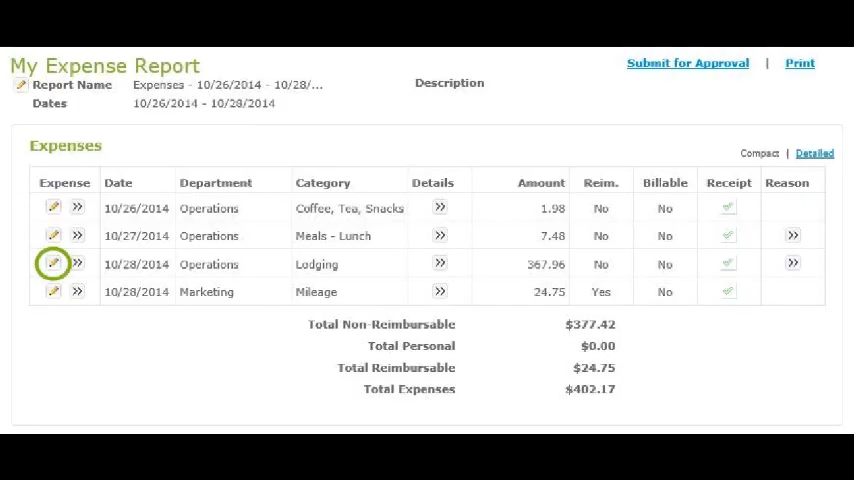 My Expense Report
Submit for Approval | Print
Report Name Expenses - 10/26/2014 - 10/28/... Description
Dates 10/26/2014 - 10/28/2014
Expenses
Compact | Detailed
Expense Date Department Category Details Amount Reim. Billable Receipt Reason
10/26/2014 Operations Coffee, Tea, Snacks 1.98 No No
10/27/2014 Operations Meals - Lunch 7.48 No No
10/28/2014 Operations Lodging 367.96 No No
10/28/2014 Marketing Mileage 24.75 Yes No
Total Non-Reimbursable $377.42
Total Personal $0.00
Total Reimbursable $24.75
Total Expenses $402.17